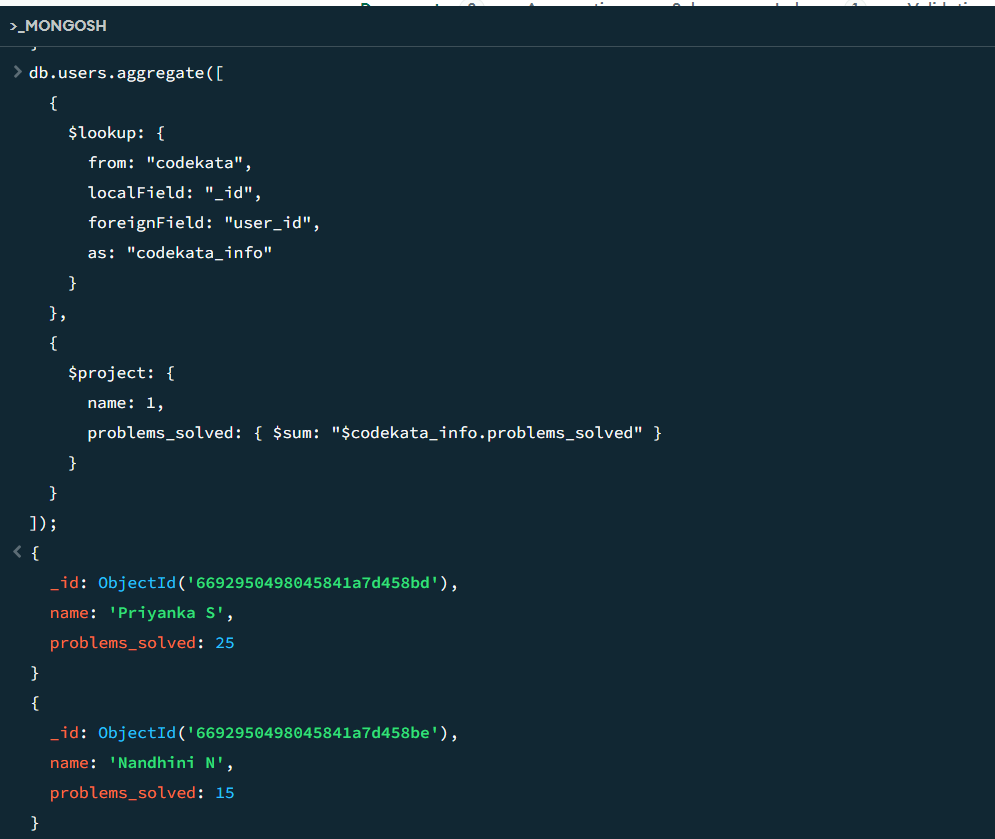 >_MONGOSH
> db.users.aggregate([
{
$lookup: {
from: "codekata",
localField: "_id",
foreignField: "user_id",
as: "codekata_info"
}
},
{
$project: {
name: 1,
problems_solved: { $sum: "$codekata_info.problems_solved" }
}
}
]);
< {
_id: ObjectId('6692950498045841a7d458bd'),
name: 'Priyanka S',
problems_solved: 25
}
{
_id: ObjectId('6692950498045841a7d458be'),
name: 'Nandhini N',
problems_solved: 15
}